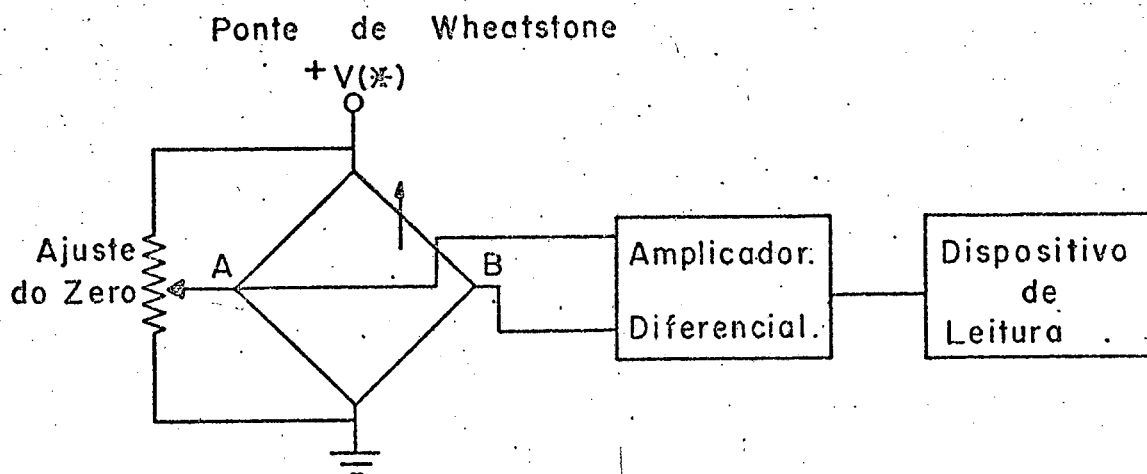 Ponte de Wheatstone
+ V(*)
Ajuste
do Zero
A
B
Amplicador.
Diferencial.
Dispositivo
de
Leitura .